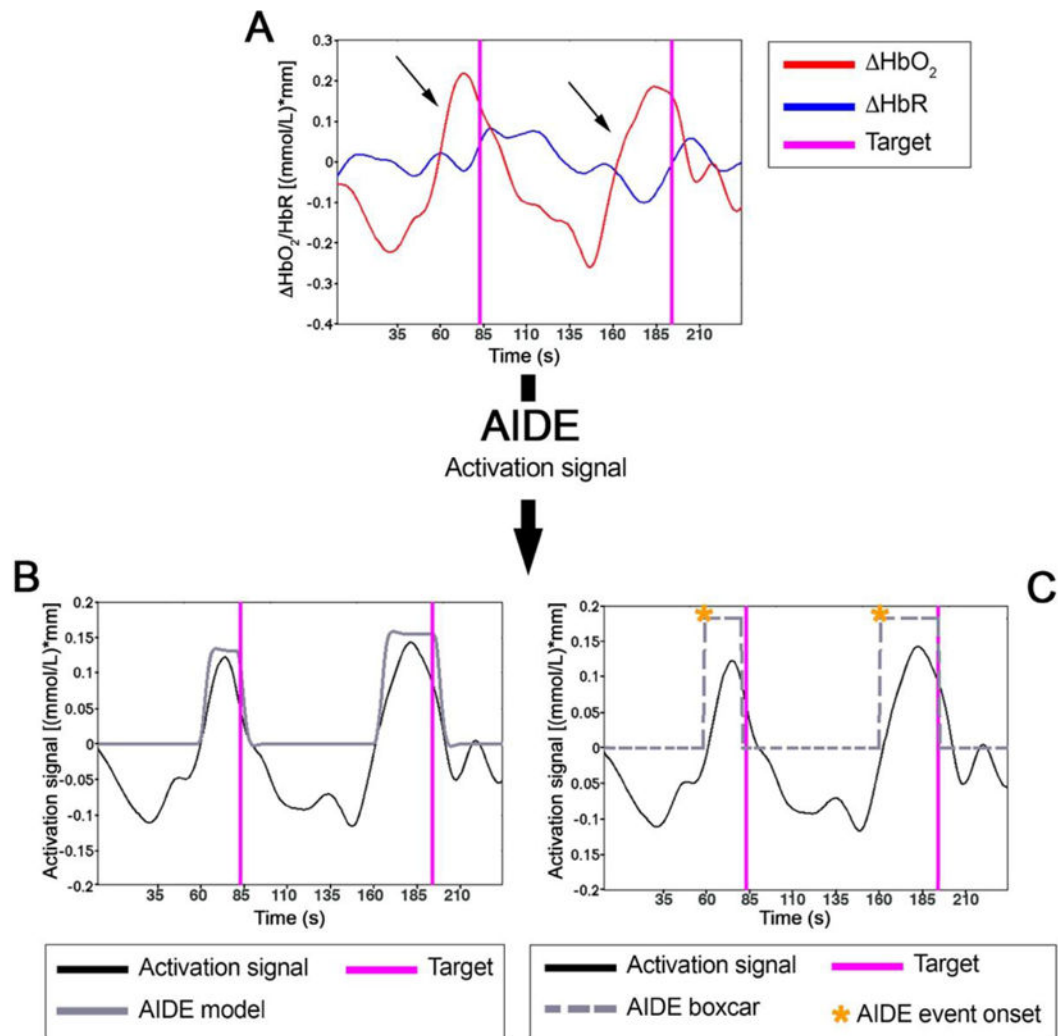 A
0.3
0.2
0.1
0
-0.1
-0.2
-0.3
-0.4
ΔHbO₂/HbR [(mmol/L)*mm]
35 60 85 110 135 160 185 210
Time (s)
ΔHbO₂
ΔHbR
Target
AIDE
Activation signal
B
0.2
0.15
0.1
0.05
0
-0.05
-0.1
0.15
-0.2
Activation signal [(mmol/L)*mm]
35 60 85 110 135 160 185 210
Time (s)
Activation signal
Target
AIDE model
C
0.2
0.15
0.1
0.05
0
-0.05
-0.1
0.15
-0.2
Activation signal [(mmol/L)*mm]
35 60 85 110 135 160 185 210
Time (s)
Activation signal
Target
AIDE boxcar
* AIDE event onset